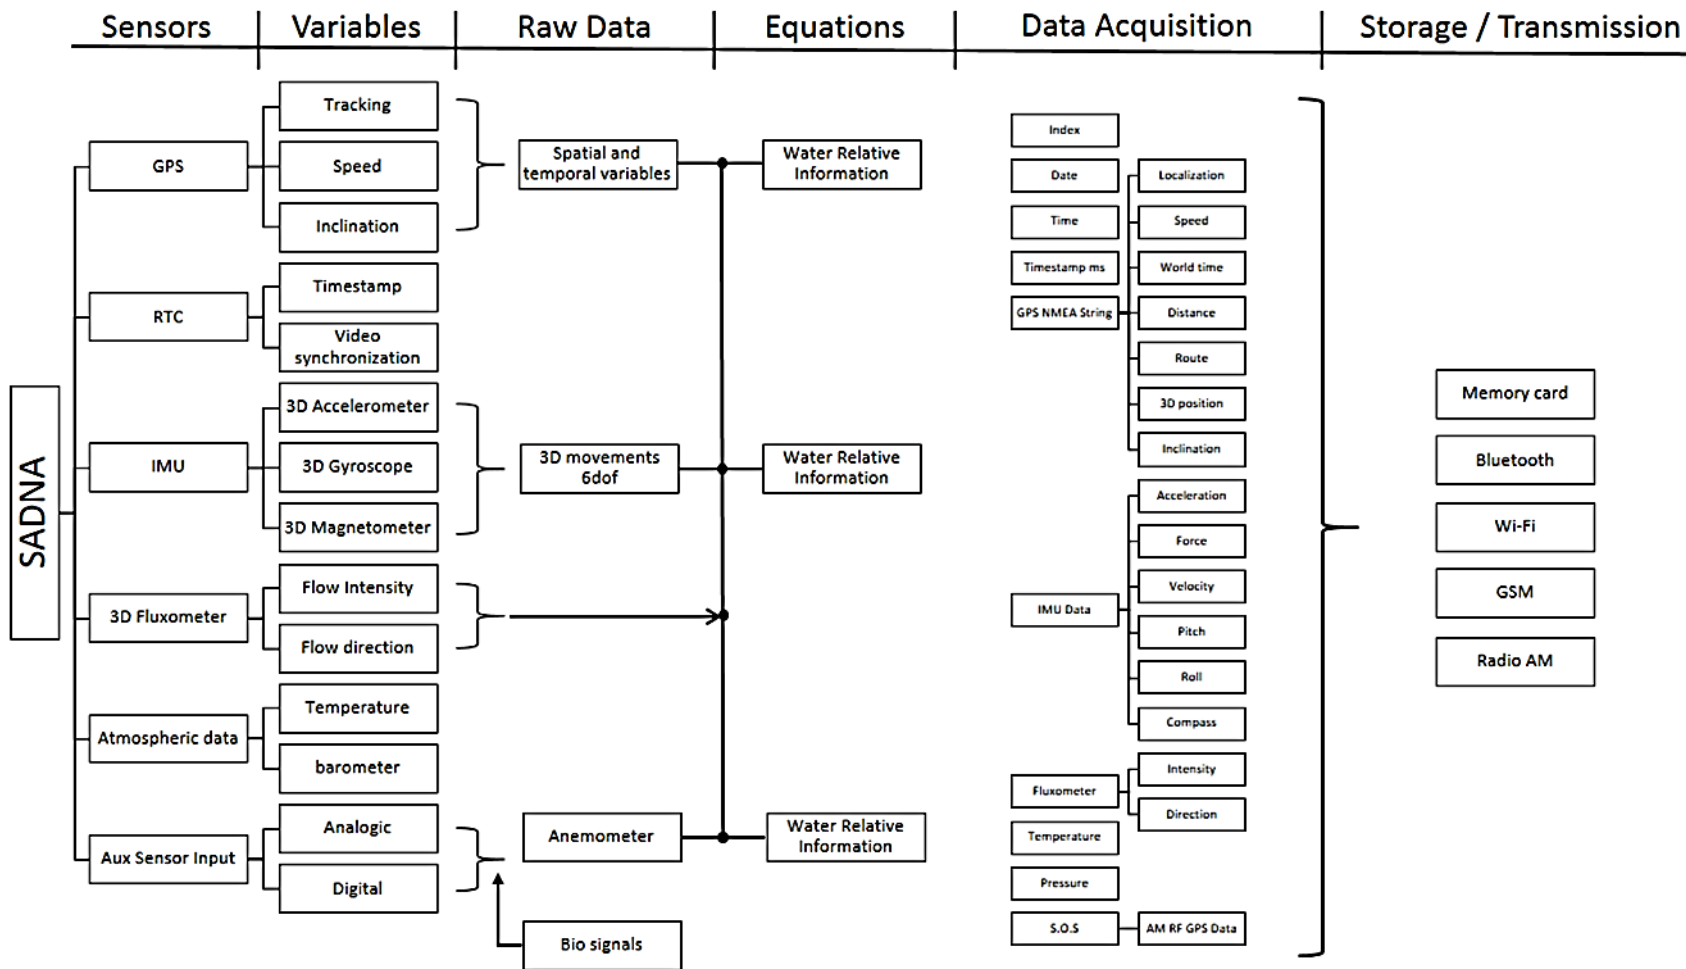 Sensors
Variables
Raw Data
Equations
Data Acquisition
Storage / Transmission
SADNA
GPS
RTC
IMU
3D Fluxometer
Atmospheric data
Aux Sensor Input
Tracking
Speed
Inclination
Timestamp
Video
synchronization
3D Accelerometer
3D Gyroscope
3D Magnetometer
Flow Intensity
Flow direction
Temperature
barometer
Analogic
Digital
Spatial and
temporal variables
3D movements
6dof
Anemometer
Bio signals
Water Relative
Information
Water Relative
Information
Water Relative
Information
Index
Date
Time
Timestamp ms
GPS NMEA String
Localization
Speed
World time
Distance
Route
3D position
Inclination
IMU Data
Acceleration
Force
Velocity
Pitch
Roll
Compass
Fluxometer
Intensity
Direction
Temperature
Pressure
S.O.S
AM RF GPS Data
Memory card
Bluetooth
Wi-Fi
GSM
Radio AM